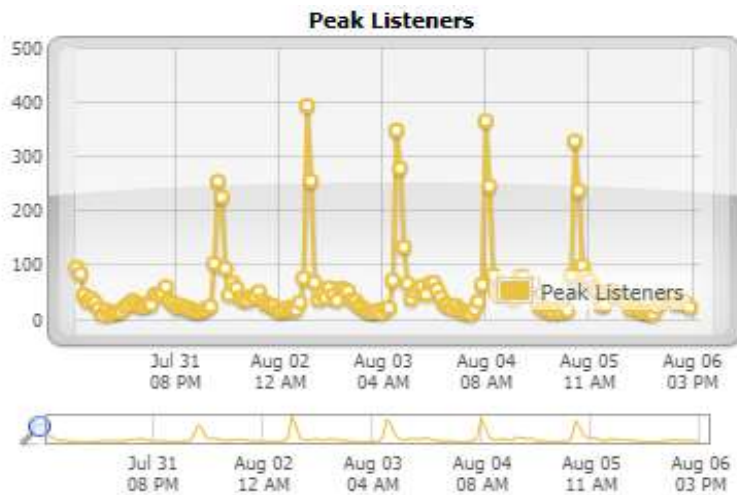 Peak Listeners
500
400
300
200
100
0
Peak Listeners
Jul 31 Aug 02 Aug 03 Aug 04 Aug 05 Aug 06
08 PM 12 AM 04 AM 08 AM 11 AM 03 PM
Jul 31 Aug 02 Aug 03 Aug 04 Aug 05 Aug 06
08 PM 12 AM 04 AM 08 AM 11 AM 03 PM